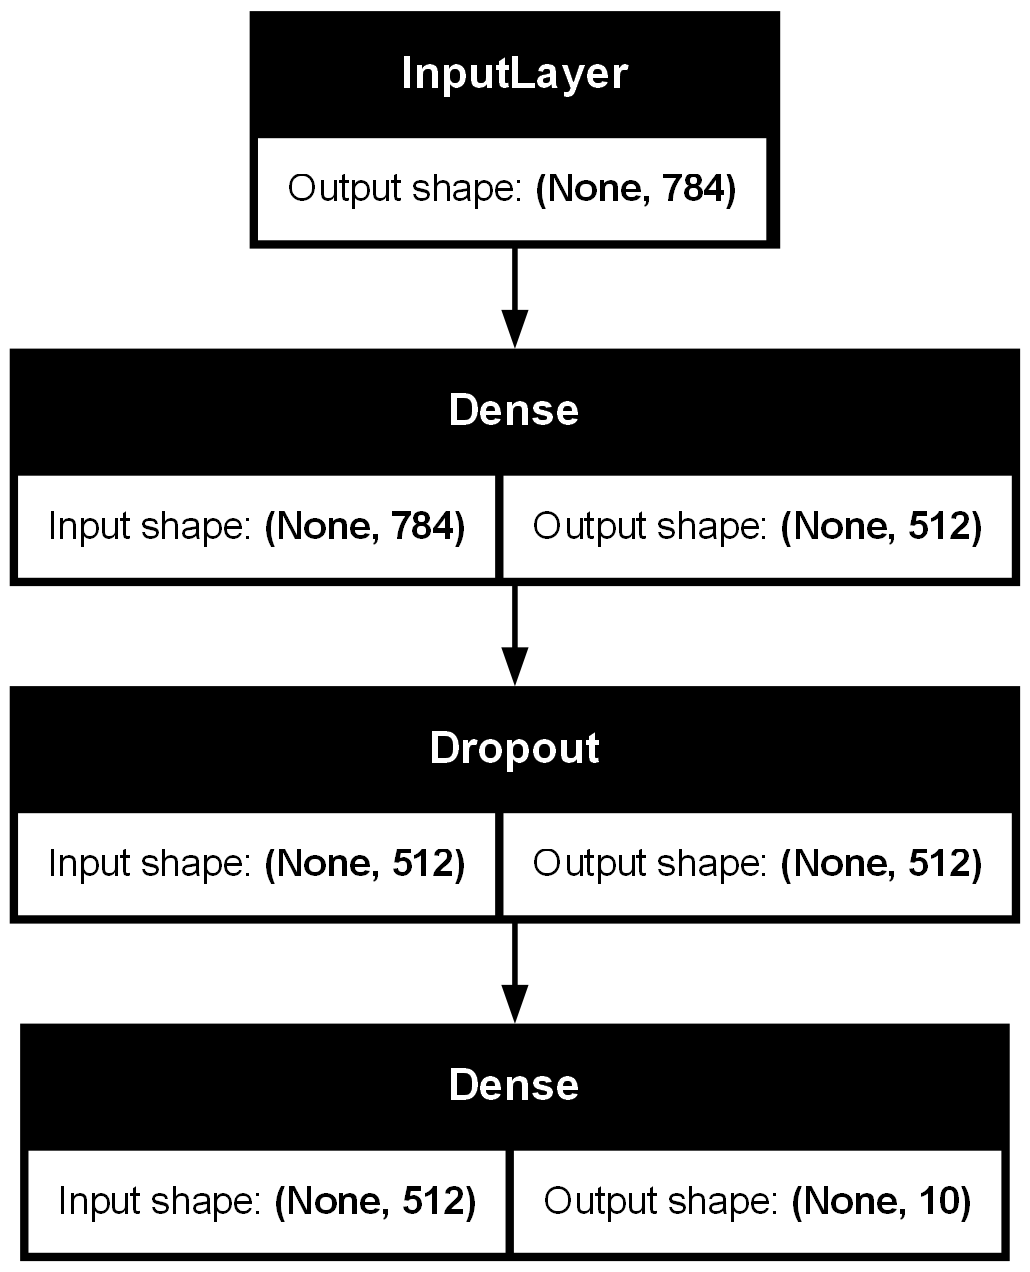 InputLayer
Output shape: (None, 784)
Dense
Input shape: (None, 784) Output shape: (None, 512)
Dropout
Input shape: (None, 512) Output shape: (None, 512)
Dense
Input shape: (None, 512) Output shape: (None, 10)